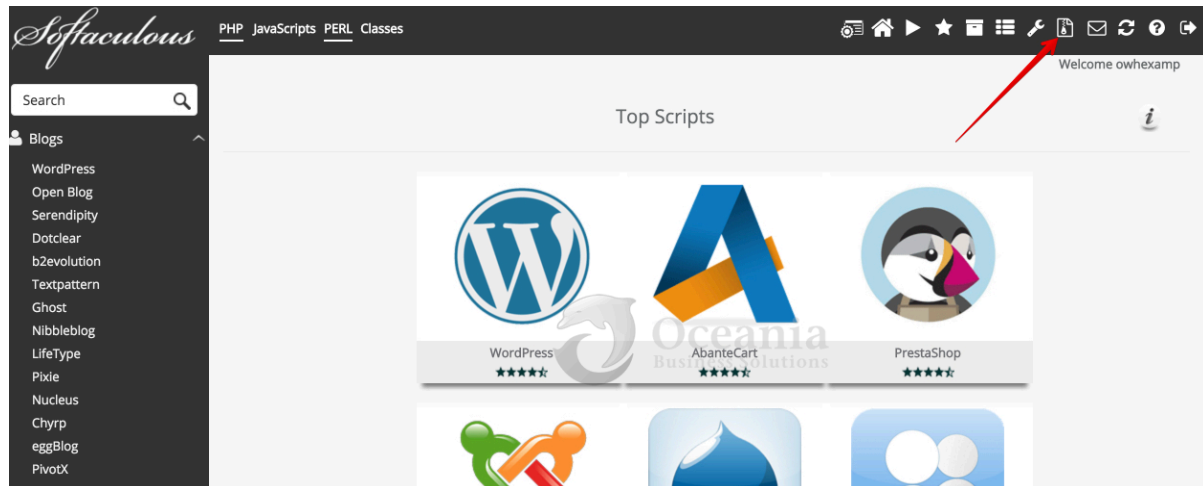 Softaculous
PHP JavaScripts PERL Classes
Welcome owhexamp
Search
Blogs
WordPress
Open Blog
Serendipity
Dotclear
b2evolution
Textpattern
Ghost
Nibbleblog
LifeType
Pixie
Nucleus
Chyrp
eggBlog
PivotX
Top Scripts
i
WordPress
AbanteCart
PrestaShop
Oceania
Business Solutions